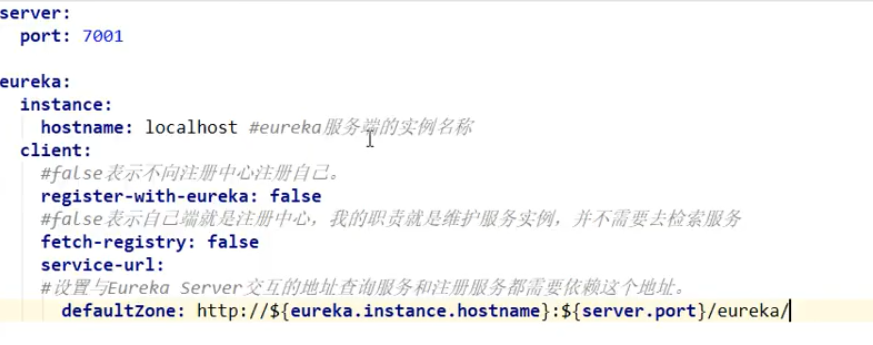 server:
port: 7001
eureka:
instance:
hostname: localhost #eureka服务端的实例名称
client:
#false表示不向注册中心注册自己。
register-with-eureka: false
#false表示自己端就是注册中心，我的职责就是维护服务实例，并不需要去检索服务
fetch-registry: false
service-url:
#设置与Eureka Server交互的地址查询服务和注册服务都需要依赖这个地址。
defaultZone: http://${eureka.instance.hostname}:${server.port}/eureka/